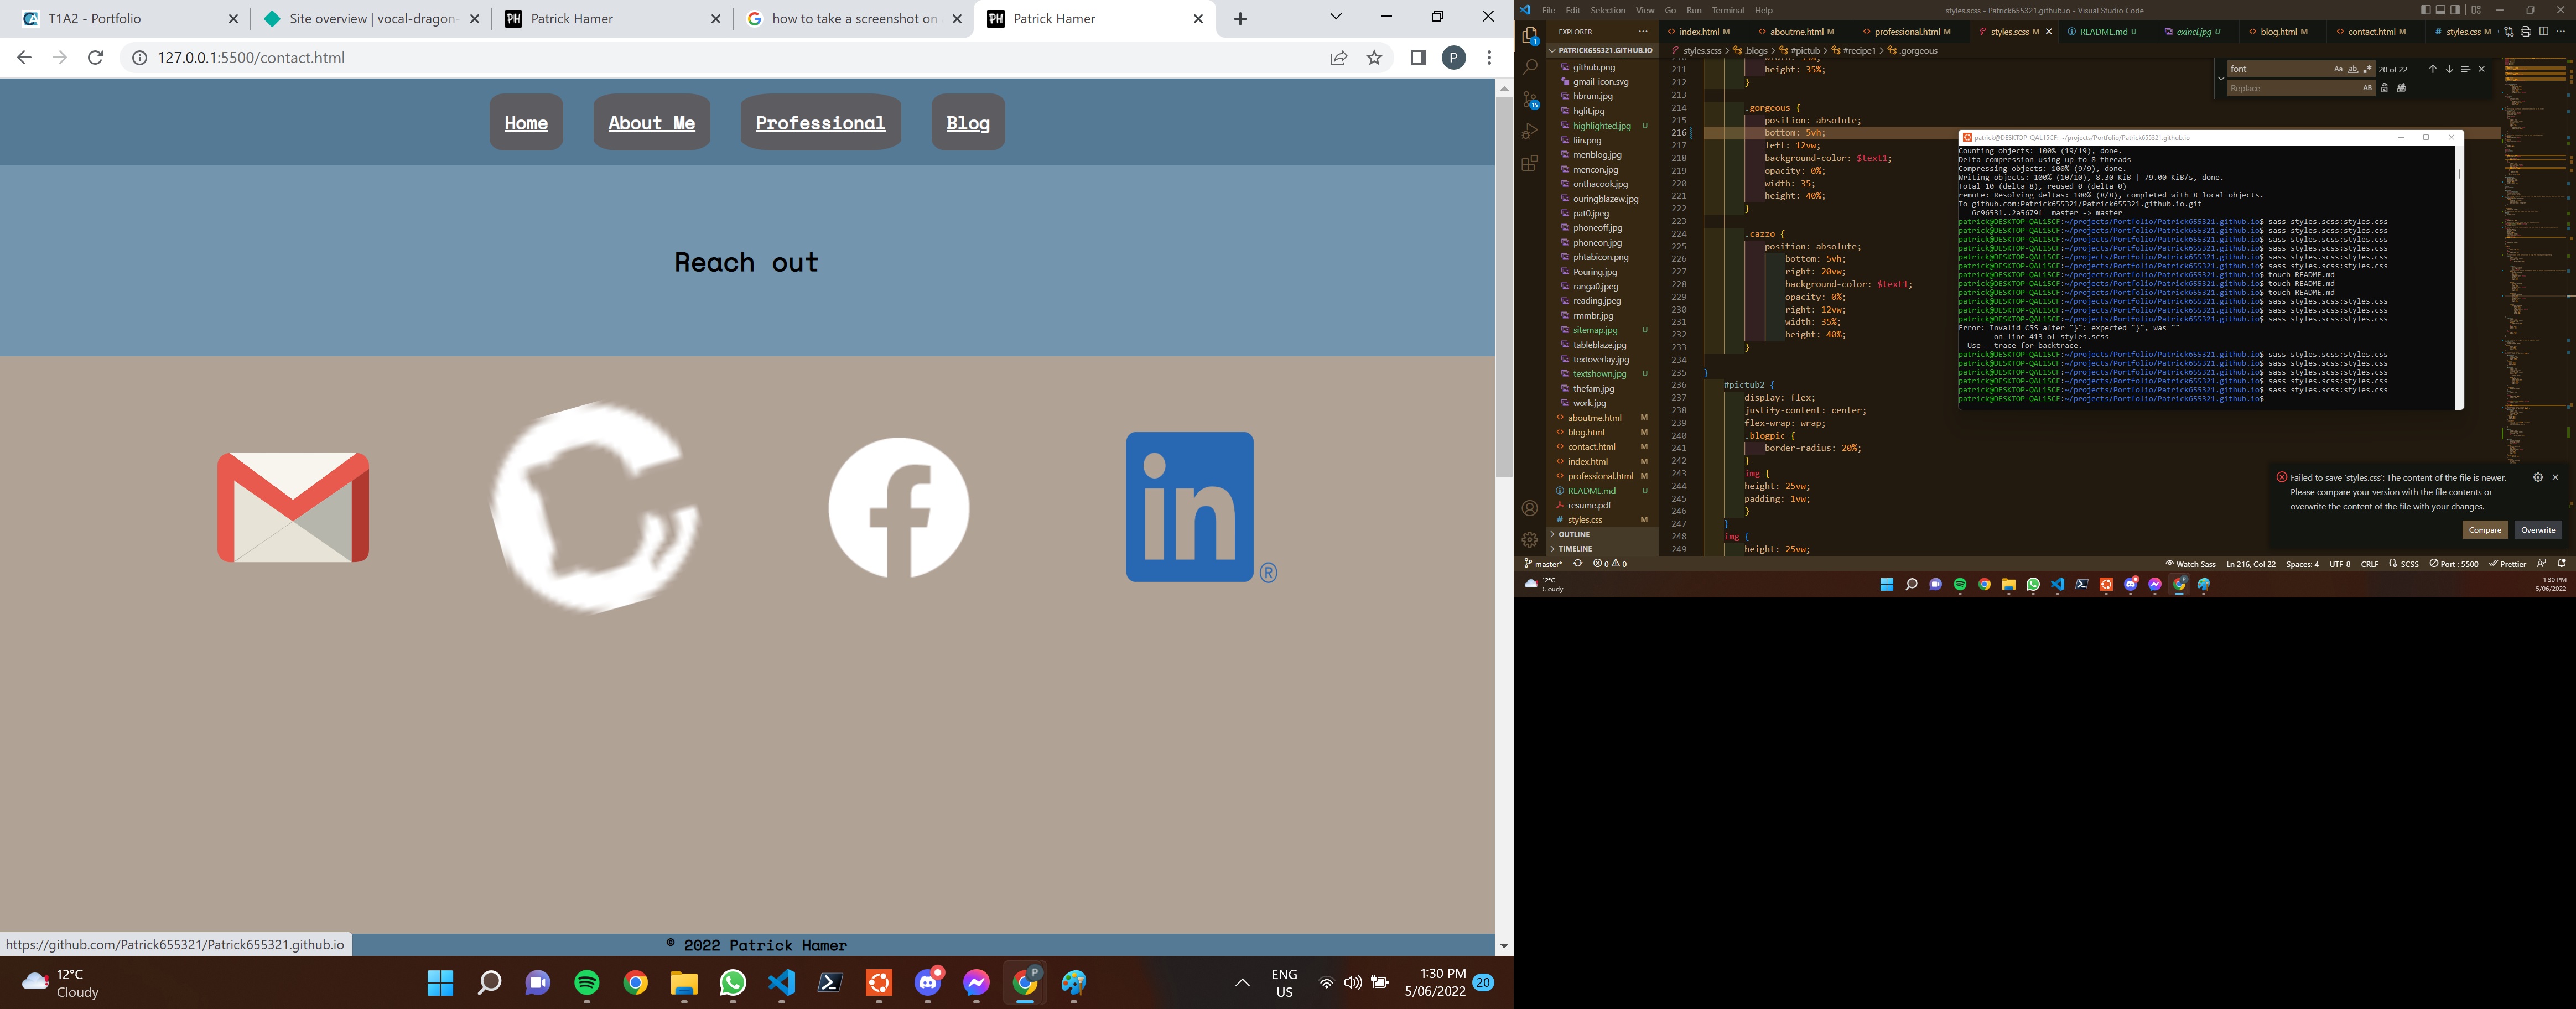 T1A2 - Portfolio
Site overview | vocal-dragon-
Patrick Hamer
how to take a screenshot on
Patrick Hamer
127.0.0.1:5500/contact.html
P
Home
About Me
Professional
Blog
Reach out
in
®
https://github.com/Patrick655321/Patrick655321.github.io
© 2022 Patrick Hamer
12°C
Cloudy
ENG
US
1:30 PM
5/06/2022
20
File Edit Selection View Go Run Terminal Help
styles.scss - Patrick655321.github.io - Visual Studio Code
EXPLORER
index.html M
aboutme.html M
professional.html M
styles.scss M
README.md U
exincl.jpg U
blog.html M
contact.html M
styles.css M
PATRICK655321.GITHUB.IO
styles.scss > .blogs > #pictub > #recipe1 > .gorgeous
github.png
gmail-icon.svg
hbrum.jpg
hglit.jpg
highlighted.jpg U
liin.png
menblog.jpg
mencon.jpg
onthacook.jpg
ouringblazew.jpg
pat0.jpeg
phoneoff.jpg
phoneon.jpg
phtabicon.png
Pouring.jpg
ranga0.jpeg
reading.jpeg
rmmbr.jpg
sitemap.jpg U
tableblaze.jpg
textoverlay.jpg
textshown.jpg U
thefam.jpg
work.jpg
aboutme.html M
blog.html M
contact.html M
index.html M
professional.html M
README.md U
resume.pdf
styles.css M
OUTLINE
TIMELINE
210 width: 35%;
211 height: 35%;
212 }
213
214 .gorgeous {
215 position: absolute;
216 bottom: 5vh;
217 left: 12vw;
218 background-color: $text1;
219 opacity: 0%;
220 width: 35;
221 height: 40%;
222 }
223
224 .cazzo {
225 position: absolute;
226 bottom: 5vh;
227 right: 20vw;
228 background-color: $text1;
229 opacity: 0%;
230 right: 12vw;
231 width: 35%;
232 height: 40%;
233 }
234
235 }
236 #pictub2 {
237 display: flex;
238 justify-content: center;
239 flex-wrap: wrap;
240 .blogpic {
241 border-radius: 20%;
242 }
243 img {
244 height: 25vw;
245 padding: 1vw;
246 }
247 }
248 img {
249 height: 25vw;
font
20 of 22
Replace
patrick@DESKTOP-QAL15CF: ~/projects/Portfolio/Patrick655321.github.io
Counting objects: 100% (19/19), done.
Delta compression using up to 8 threads
Compressing objects: 100% (9/9), done.
Writing objects: 100% (10/10), 8.30 KiB | 79.00 KiB/s, done.
Total 10 (delta 8), reused 0 (delta 0)
remote: Resolving deltas: 100% (8/8), completed with 8 local objects.
To github.com:Patrick655321/Patrick655321.github.io.git
6c96531..2a5679f master -> master
patrick@DESKTOP-QAL15CF:~/projects/Portfolio/Patrick655321.github.io$ sass styles.scss:styles.css
patrick@DESKTOP-QAL15CF:~/projects/Portfolio/Patrick655321.github.io$ sass styles.scss:styles.css
patrick@DESKTOP-QAL15CF:~/projects/Portfolio/Patrick655321.github.io$ sass styles.scss:styles.css
patrick@DESKTOP-QAL15CF:~/projects/Portfolio/Patrick655321.github.io$ sass styles.scss:styles.css
patrick@DESKTOP-QAL15CF:~/projects/Portfolio/Patrick655321.github.io$ sass styles.scss:styles.css
patrick@DESKTOP-QAL15CF:~/projects/Portfolio/Patrick655321.github.io$ sass styles.scss:styles.css
patrick@DESKTOP-QAL15CF:~/projects/Portfolio/Patrick655321.github.io$ touch README.md
patrick@DESKTOP-QAL15CF:~/projects/Portfolio/Patrick655321.github.io$ touch README.md
patrick@DESKTOP-QAL15CF:~/projects/Portfolio/Patrick655321.github.io$ touch README.md
patrick@DESKTOP-QAL15CF:~/projects/Portfolio/Patrick655321.github.io$ sass styles.scss:styles.css
patrick@DESKTOP-QAL15CF:~/projects/Portfolio/Patrick655321.github.io$ sass styles.scss:styles.css
patrick@DESKTOP-QAL15CF:~/projects/Portfolio/Patrick655321.github.io$ sass styles.scss:styles.css
Error: Invalid CSS after "}": expected "}", was ""
on line 413 of styles.scss
Use --trace for backtrace.
patrick@DESKTOP-QAL15CF:~/projects/Portfolio/Patrick655321.github.io$ sass styles.scss:styles.css
patrick@DESKTOP-QAL15CF:~/projects/Portfolio/Patrick655321.github.io$ sass styles.scss:styles.css
patrick@DESKTOP-QAL15CF:~/projects/Portfolio/Patrick655321.github.io$ sass styles.scss:styles.css
patrick@DESKTOP-QAL15CF:~/projects/Portfolio/Patrick655321.github.io$ sass styles.scss:styles.css
patrick@DESKTOP-QAL15CF:~/projects/Portfolio/Patrick655321.github.io$ sass styles.scss:styles.css
patrick@DESKTOP-QAL15CF:~/projects/Portfolio/Patrick655321.github.io$
Failed to save 'styles.css': The content of the file is newer.
Please compare your version with the file contents or
overwrite the content of the file with your changes.
Compare
Overwrite
master*
0 0
Watch Sass
Ln 216, Col 22
Spaces: 4
UTF-8
CRLF
SCSS
Port : 5500
Prettier
12°C
Cloudy
1:30 PM
5/06/2022